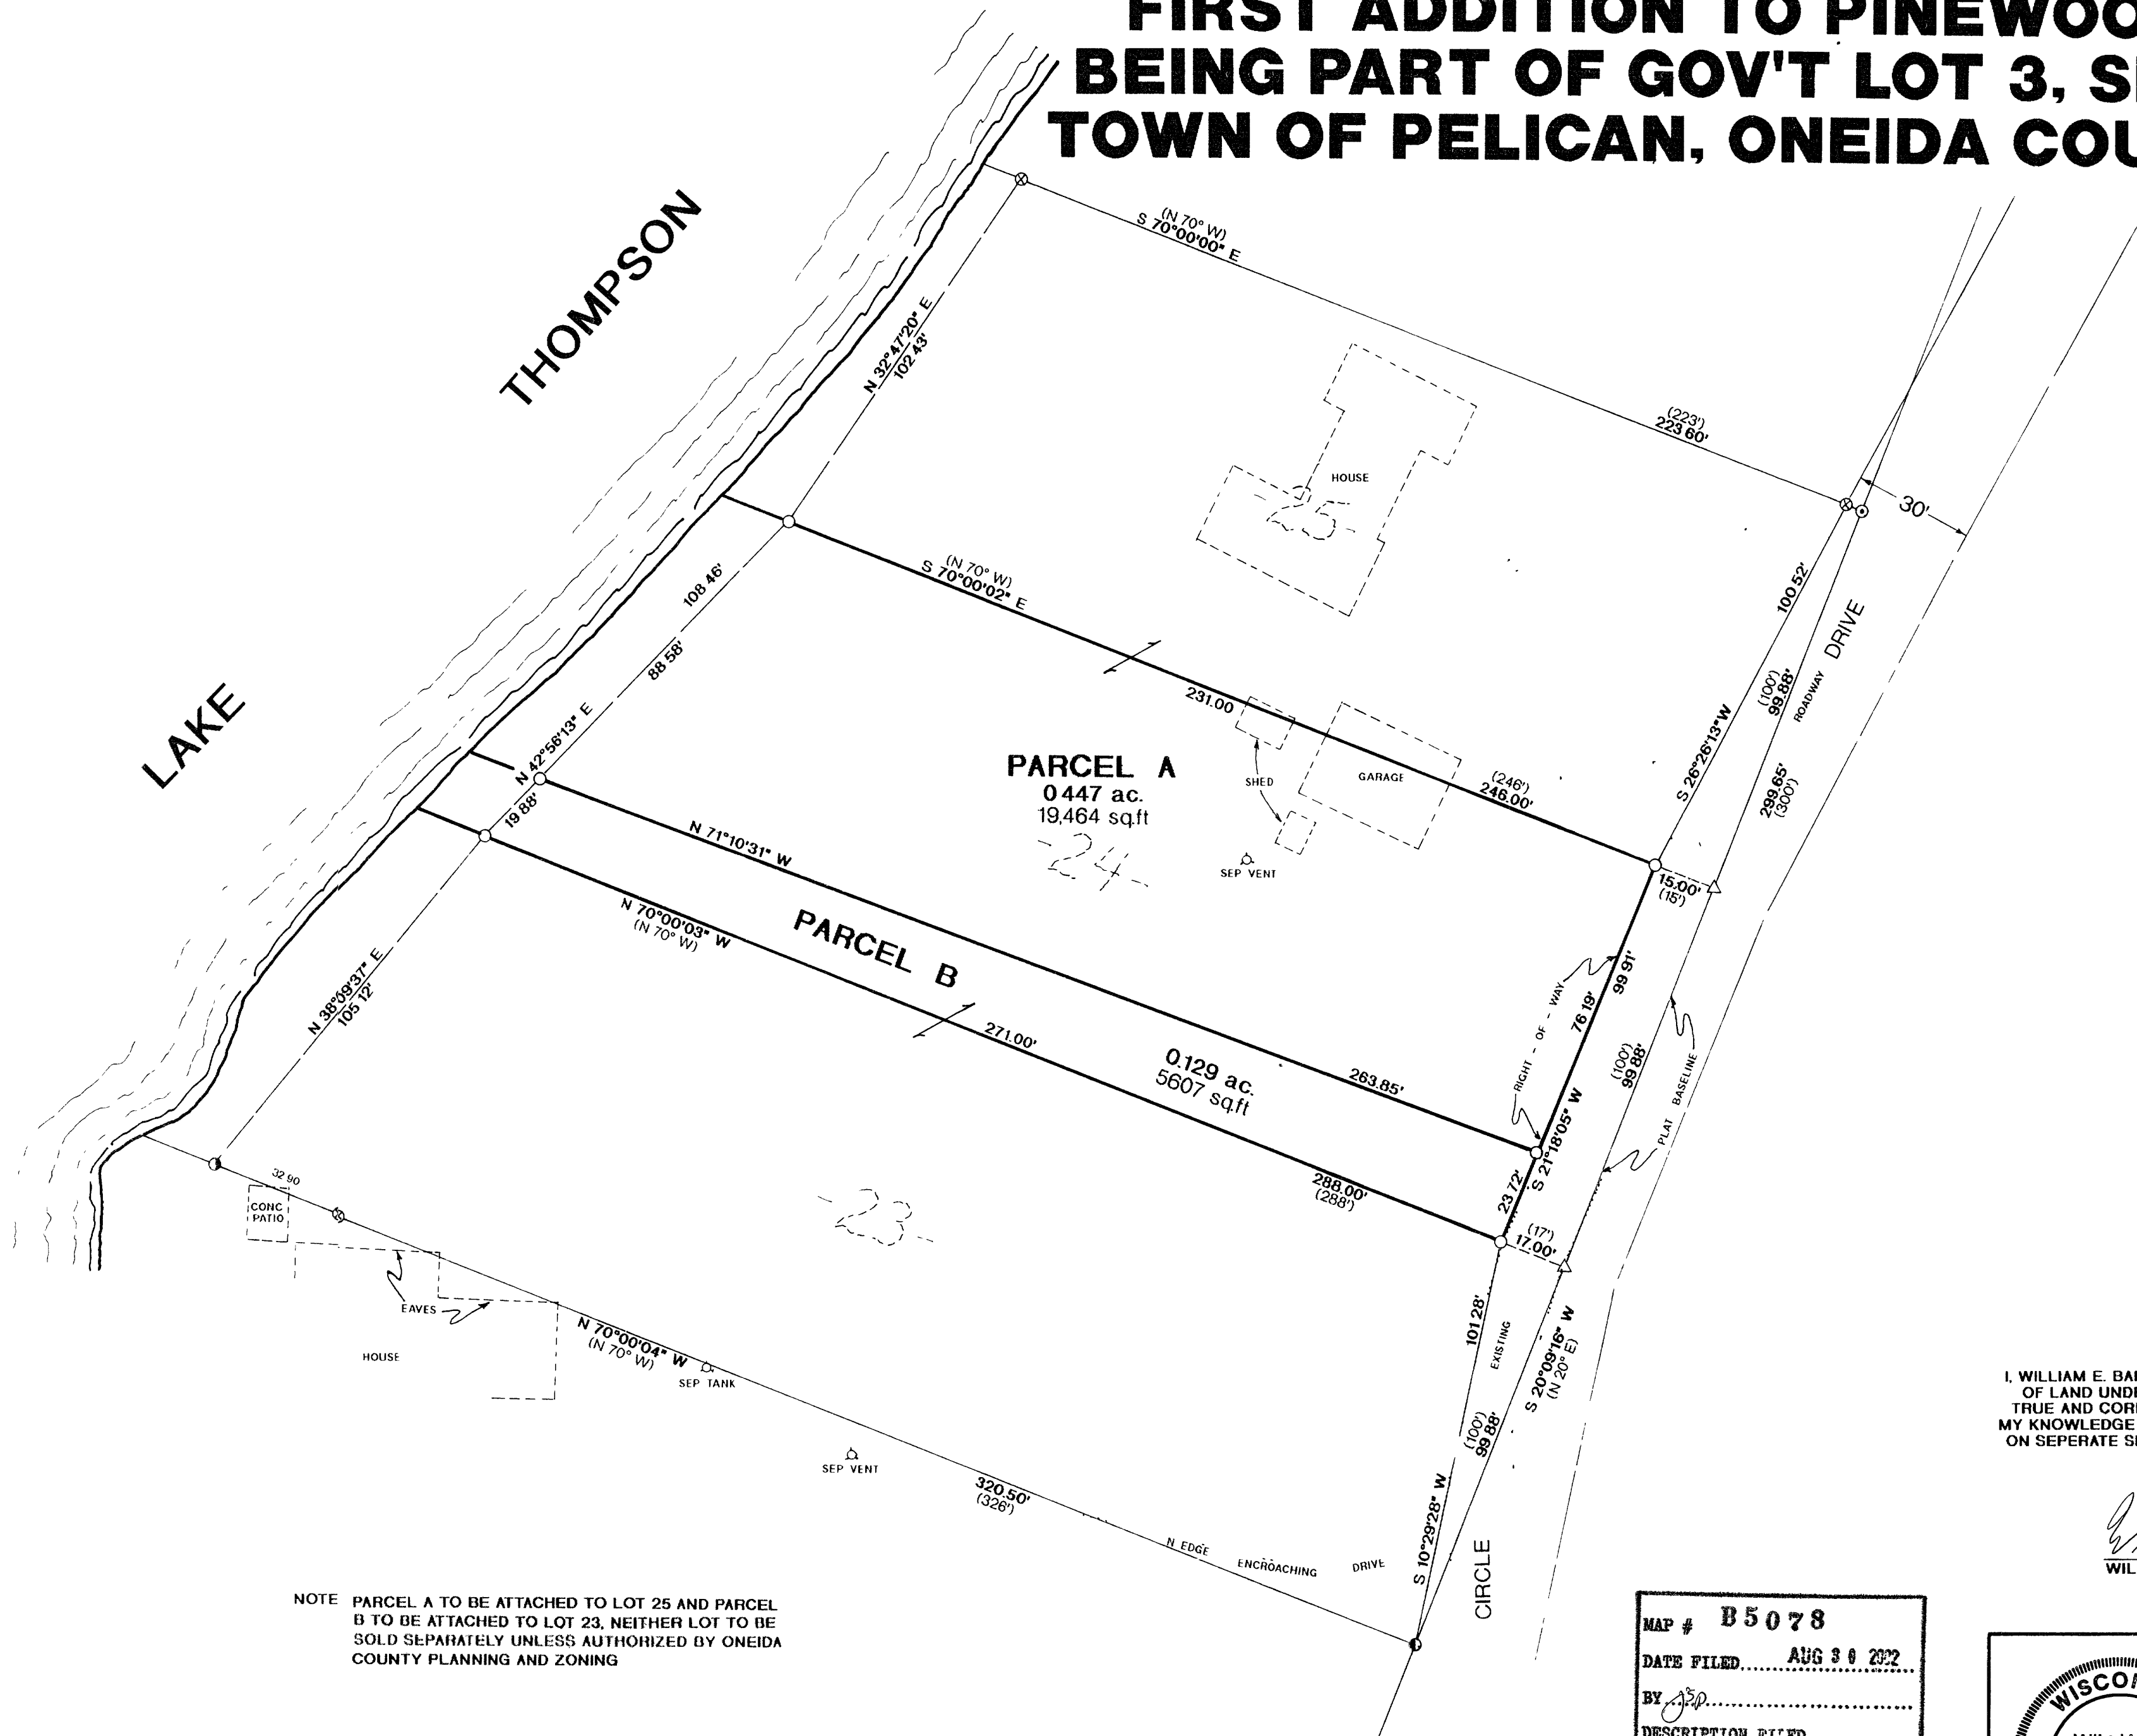 FIRST ADDITION TO PINEWOO
BEING PART OF GOV'T LOT 3, S
TOWN OF PELICAN, ONEIDA COU
LAKE THOMPSON
(N 70° W)
S 70°00'00" E
(223')
223 60'
N 32°47'20" E
102 43'
HOUSE
-25-
30'
100 52'
S 26°26'13" W
(100')
99.88'
ROADWAY
DRIVE
299.65'
(300')
108 46'
88 58'
N 42°56'13" E
19 88'
(N 70° W)
S 70°00'02" E
231.00
(246')
246.00'
SHED
GARAGE
SEP VENT
PARCEL A
0 447 ac.
19,464 sq.ft
-24-
15.00'
(15')
N 71°10'31" W
263.85'
PARCEL B
0.129 ac.
5607 sq.ft
N 70°00'03" W
(N 70° W)
271.00'
288.00'
(288')
RIGHT - OF - WAY
99 91'
76 19'
23 72'
S 21°18'05" W
(100')
99 88'
PLAT BASELINE
(17')
17.00'
N 38°09'37" E
105 12'
-23-
32 90
CONC
PATIO
EAVES
HOUSE
N 70°00'04" W
(N 70° W)
SEP TANK
SEP VENT
320.50'
(326')
N EDGE ENCROACHING DRIVE
101 28'
EXISTING
S 10°29'28" W
S 20°09'16" W
(N 20° E)
(100')
99 88'
CIRCLE
I, WILLIAM E. BA
OF LAND UND
TRUE AND COR
MY KNOWLEDGE
ON SEPERATE S
WIL
NOTE PARCEL A TO BE ATTACHED TO LOT 25 AND PARCEL
B TO BE ATTACHED TO LOT 23, NEITHER LOT TO BE
SOLD SEPARATELY UNLESS AUTHORIZED BY ONEIDA
COUNTY PLANNING AND ZONING
MAP # B5078
DATE FILED AUG 30 2002
BY
DESCRIPTION FILED
WISCON